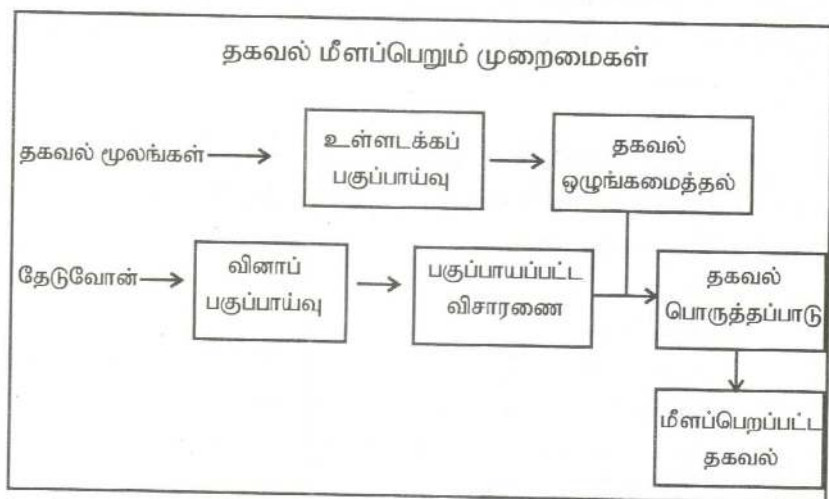 தகவல் மீளப்பெறும் முறைமைகள்
தகவல் மூலங்கள்
உள்ளடக்கப்
பகுப்பாய்வு
தகவல்
ஒழுங்கமைத்தல்
தேடுவோன்
வினாப்
பகுப்பாய்வு
பகுப்பாயப்பட்ட
விசாரணை
தகவல்
பொருத்தப்பாடு
மீளப்பெறப்பட்ட
தகவல்